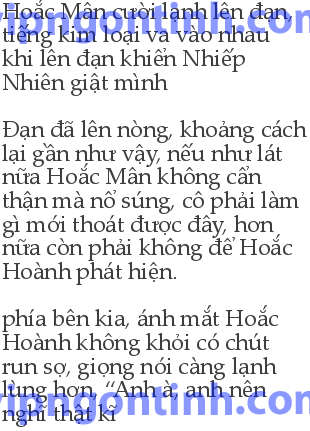 Hoắc Mân cười lạnh lên đạn,
tiếng kim loại va vào nhau
khi lên đạn khiến Nhiếp
Nhiên giật mình
Đạn đã lên nòng, khoảng cách
lại gần như vậy, nếu như lát
nữa Hoắc Mân không cẩn
thận mà nổ súng, cô phải làm
gì mới thoát được đây, hơn
nữa còn phải không để Hoắc
Hoành phát hiện.
phía bên kia, ánh mắt Hoắc
Hoành không khỏi có chút
run sợ, giọng nói càng lạnh
lùng hơn, “Anh à, anh nên
nghĩ thật kĩ
vipngontinh.com
vipngontinh.com